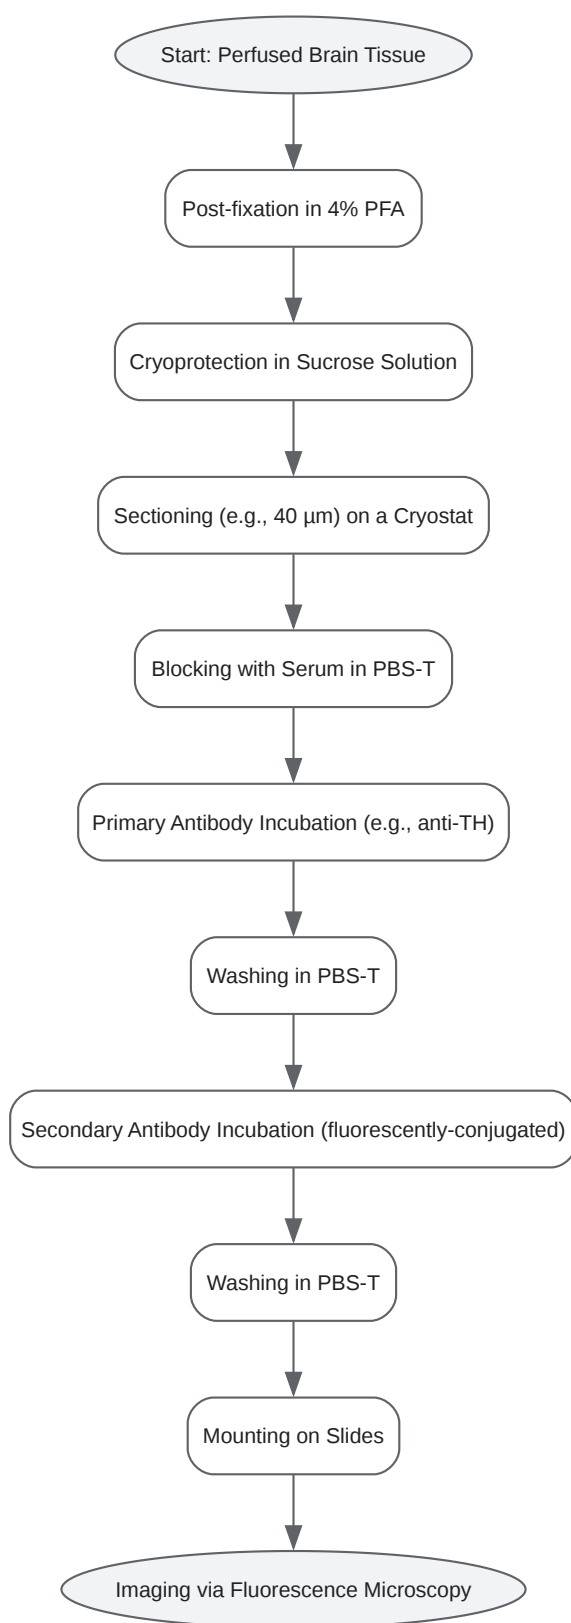 Start: Perfused Brain Tissue
Post-fixation in 4% PFA
Cryoprotection in Sucrose Solution
Sectioning (e.g., 40 µm) on a Cryostat
Blocking with Serum in PBS-T
Primary Antibody Incubation (e.g., anti-TH)
Washing in PBS-T
Secondary Antibody Incubation (fluorescently-conjugated)
Washing in PBS-T
Mounting on Slides
Imaging via Fluorescence Microscopy